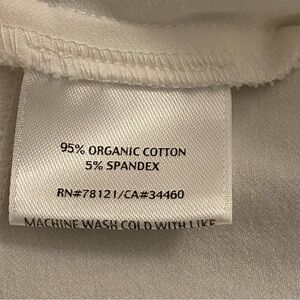 95% ORGANIC COTTON
5% SPANDEX
RN#78121/CA#34460
MACHINE WASH COLD WITH LIKE